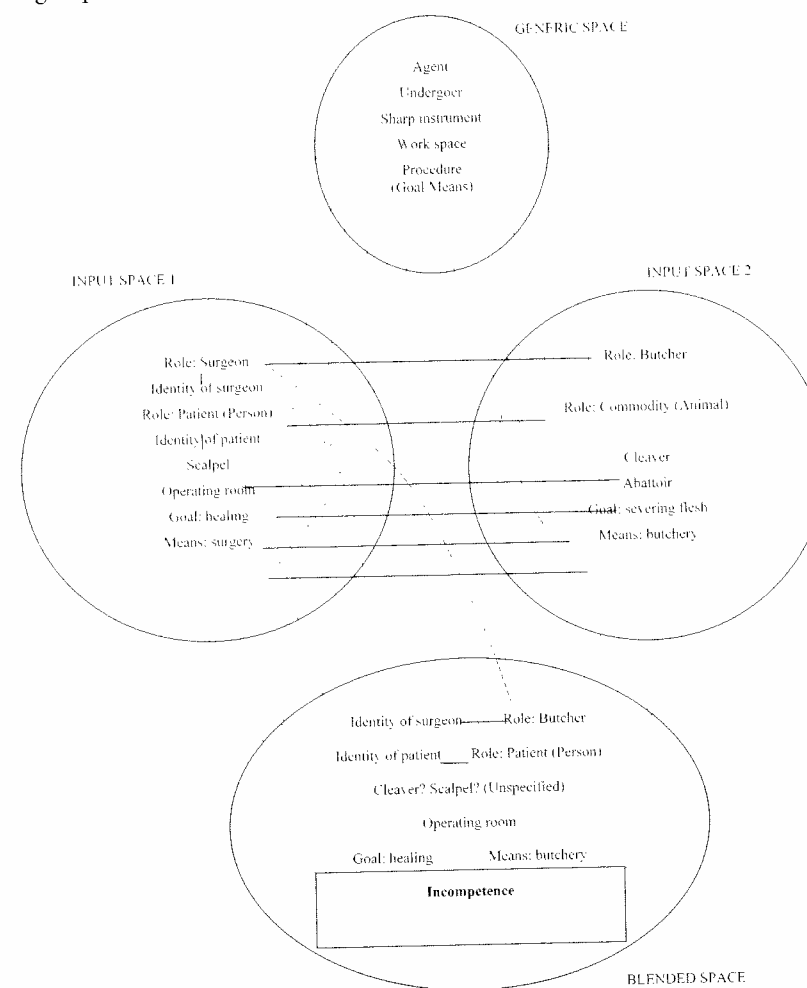 GENERIC SPACE
Agent
Undergoer
Sharp instrument
Work space
Procedure
(Goal Means)
INPUT SPACE 1
INPUT SPACE 2
Role: Surgeon
Role: Butcher
Identity of surgeon
Role: Patient (Person)
Role: Commodity (Animal)
Identity of patient
Scalpel
Cleaver
Operating room
Abattoir
Goal: healing
Goal: severing flesh
Means: surgery
Means: butchery
Identity of surgeon Role: Butcher
Identity of patient Role: Patient (Person)
Cleaver? Scalpel? (Unspecified)
Operating room
Goal: healing Means: butchery
Incompetence
BLENDED SPACE